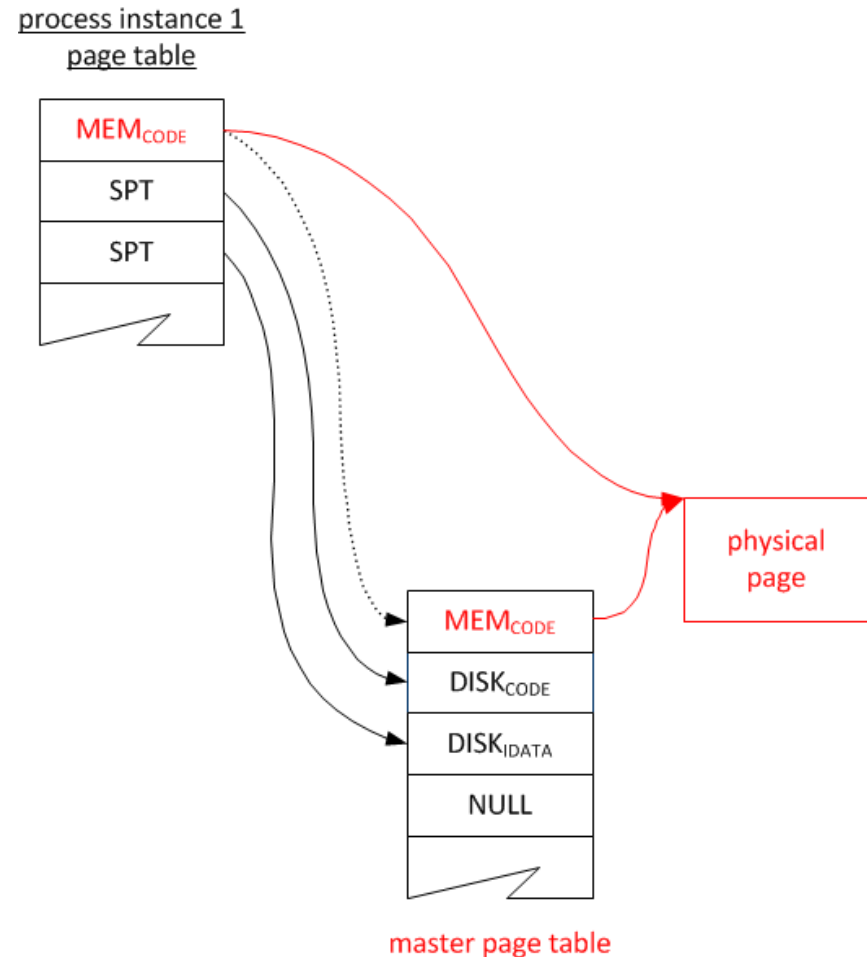 process instance 1
page table
MEMCODE
SPT
SPT
physical
page
MEMCODE
DISKCODE
DISKIDATA
NULL
master page table